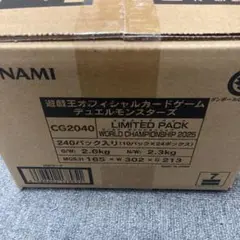 NAMI
遊戯王オフィシャルカードゲーム
デュエルモンスターズ
CG2040
LIMITED PACK
WORLD CHAMPIONSHIP 2025
240パック入り(10パック×24ボックス)
G/W: 2.6kg N/W: 2.3kg
165× 302× 213
7